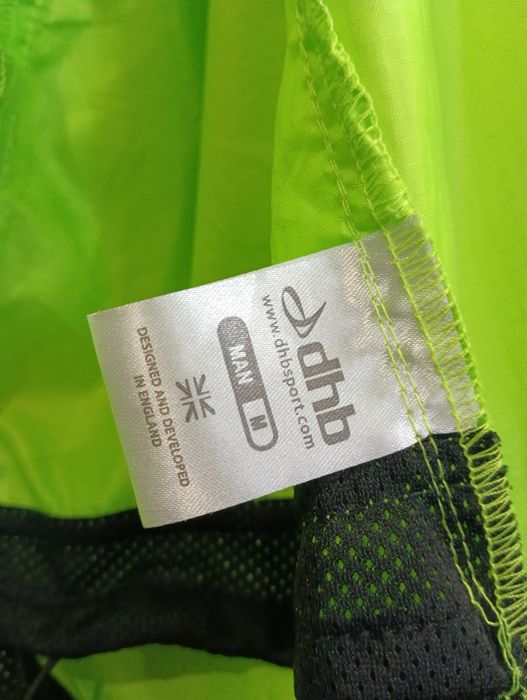 dhb
www.dhbsport.com
MAN M
DESIGNED AND DEVELOPED
IN ENGLAND